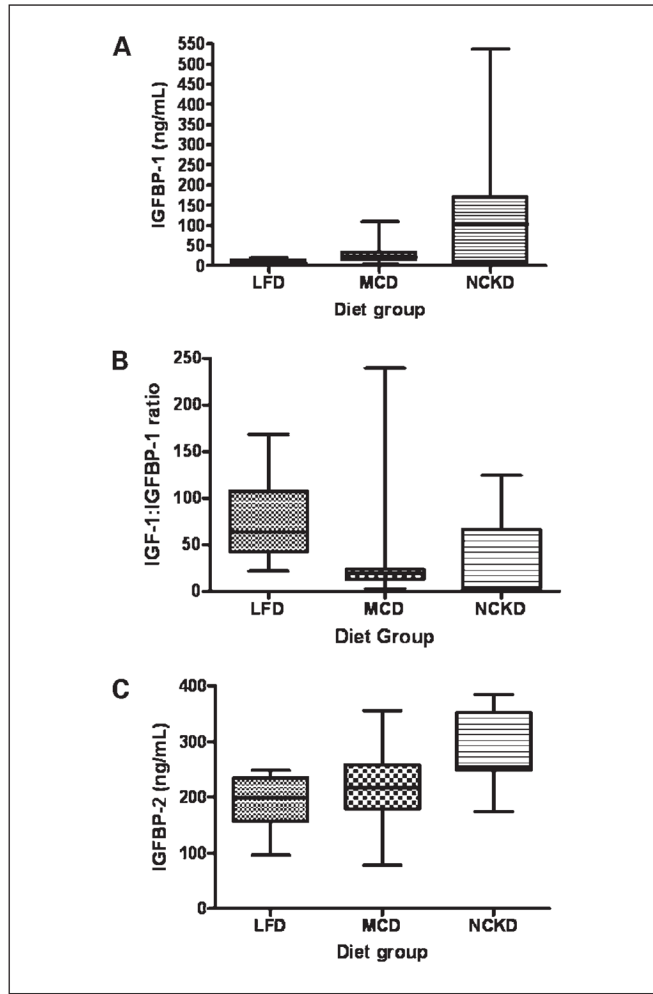 A
IGFBP-1 (ng/mL)
550
500
450
400
350
300
250
200
150
100
50
0
LFD MCD NCKD
Diet group
B
IGF-1:IGFBP-1 ratio
250
200
150
100
50
0
LFD MCD NCKD
Diet Group
C
IGFBP-2 (ng/mL)
400
300
200
100
0
LFD MCD NCKD
Diet group